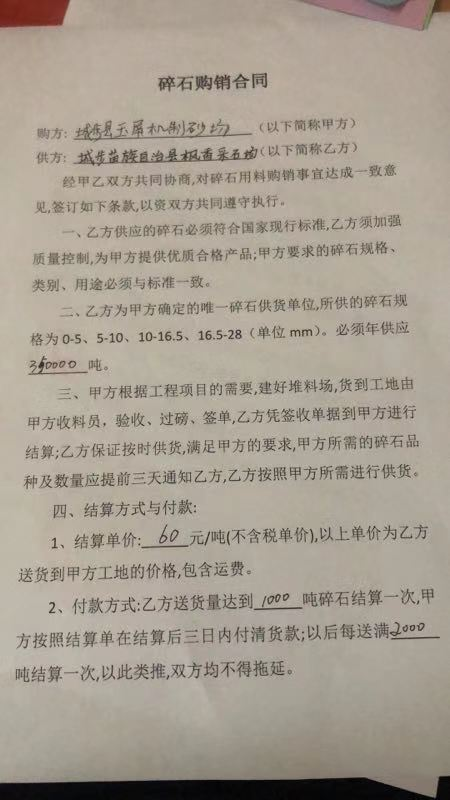 碎石购销合同
购方: 城步县玉屏机制砂场 (以下简称甲方)
供方: 城步苗族自治县枫香采石场(以下简称乙方)
经甲乙双方共同协商,对碎石用料购销事宜达成一致意
见,签订如下条款,以资双方共同遵守执行。
一、乙方供应的碎石必须符合国家现行标准,乙方须加强
质量控制,为甲方提供优质合格产品;甲方要求的碎石规格、
类别、用途必须与标准一致。
二、乙方为甲方确定的唯一碎石供货单位,所供的碎石规
格为 0-5、5-10、10-16.5、16.5-28(单位 mm)。必须年供应
350000 吨。
三、甲方根据工程项目的需要,建好堆料场,货到工地由
甲方收料员,验收、过磅、签单,乙方凭签收单据到甲方进行
结算;乙方保证按时供货,满足甲方的要求,甲方所需的碎石品
种及数量应提前三天通知乙方,乙方按照甲方所需进行供货。
四、结算方式与付款:
1、结算单价: 60 元/吨(不含税单价),以上单价为乙方
送货到甲方工地的价格,包含运费。
2、付款方式:乙方送货量达到 1000 吨碎石结算一次,甲
方按照结算单在结算后三日内付清货款;以后每送满2000
吨结算一次,以此类推,双方均不得拖延。